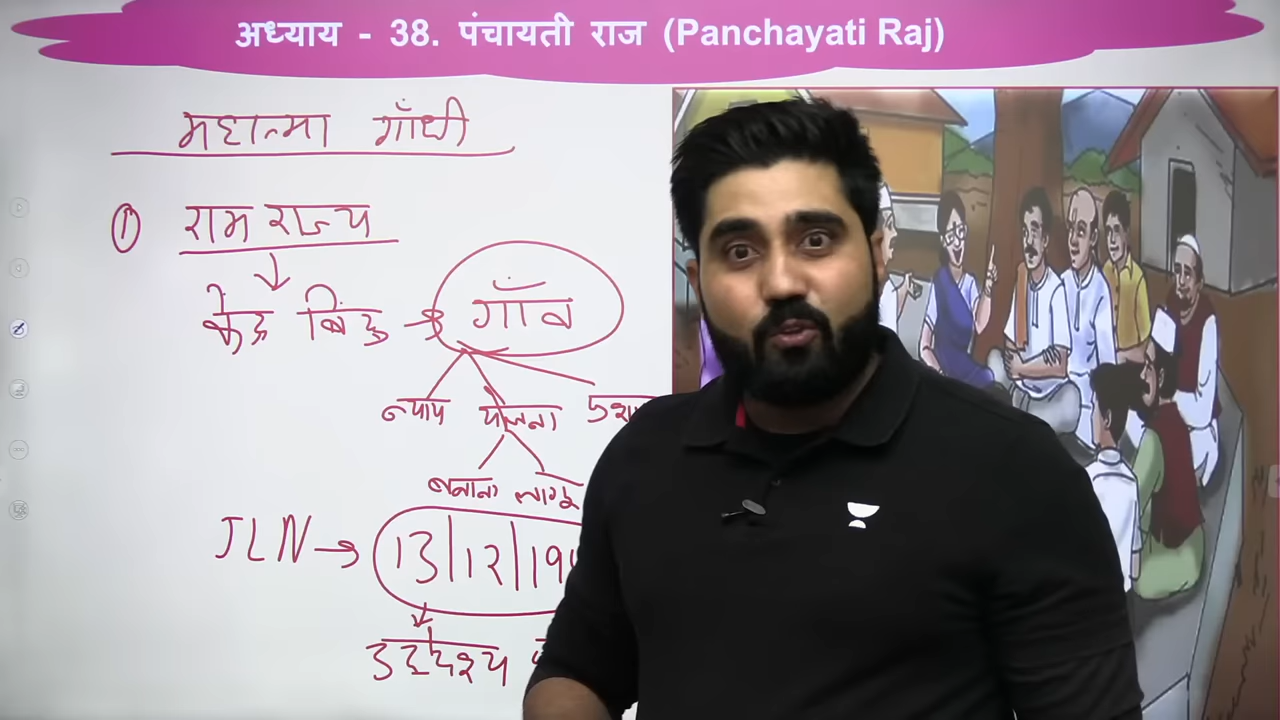 अध्याय - 38. पंचायती राज (Panchayati Raj)
महात्मा गाँधी
① राम राज्य
केंद्र बिंदु → गाँव
न्याय योजना
बनाना लागू
JLN → 13|12|19
उद्देश्य